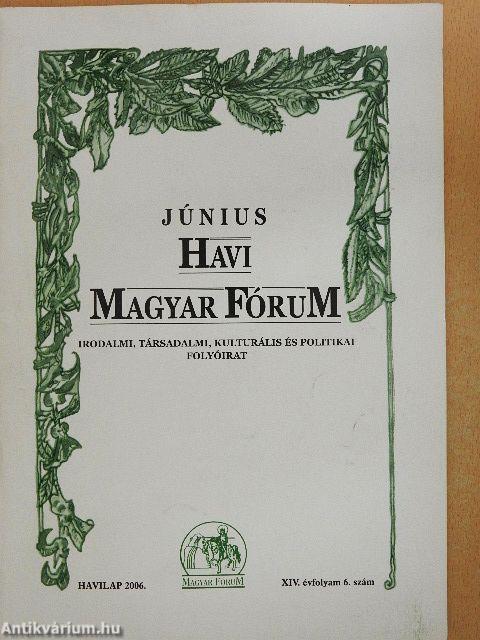 JÚNIUS
HAVI
MAGYAR FÓRUM
IRODALMI, TÁRSADALMI, KULTURÁLIS ÉS POLITIKAI
FOLYÓIRAT
MAGYAR FÓRUM
HAVILAP 2006.
XIV. évfolyam 6. szám
Antikvárium.hu